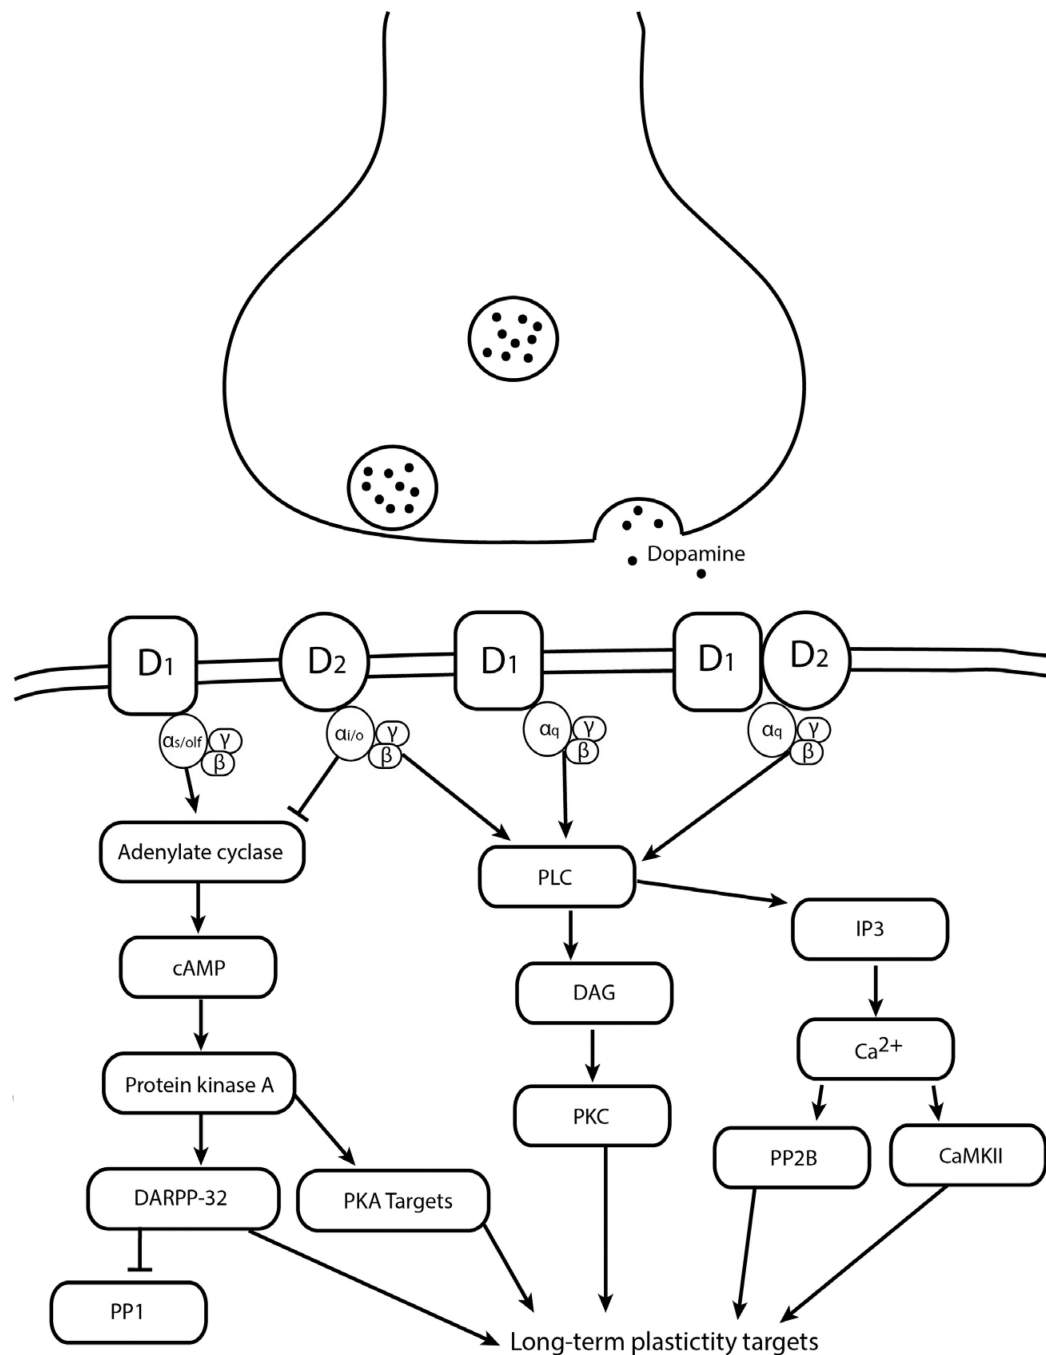 Dopamine
D1
D2
D1
D1
D2
αs/olf
γ
β
αi/o
γ
β
αq
γ
β
αq
γ
β
Adenylate cyclase
PLC
IP3
cAMP
DAG
Ca2+
Protein kinase A
PKC
PP2B
CaMKII
DARPP-32
PKA Targets
PP1
Long-term plastictity targets